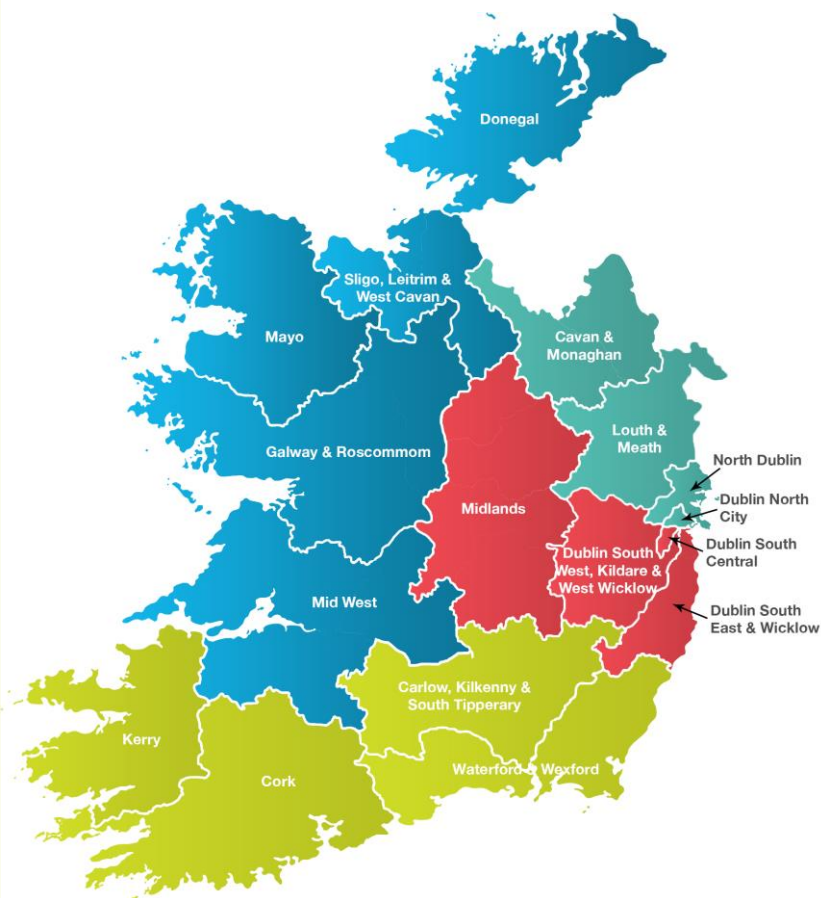 Donegal
Sligo, Leitrim &
West Cavan
Mayo
Cavan &
Monaghan
Galway & Roscommom
Louth &
Meath
North Dublin
Dublin North
City
Midlands
Dublin South
Central
Dublin South
West, Kildare &
West Wicklow
Mid West
Dublin South
East & Wicklow
Carlow, Kilkenny &
South Tipperary
Kerry
Cork
Waterford & Wexford